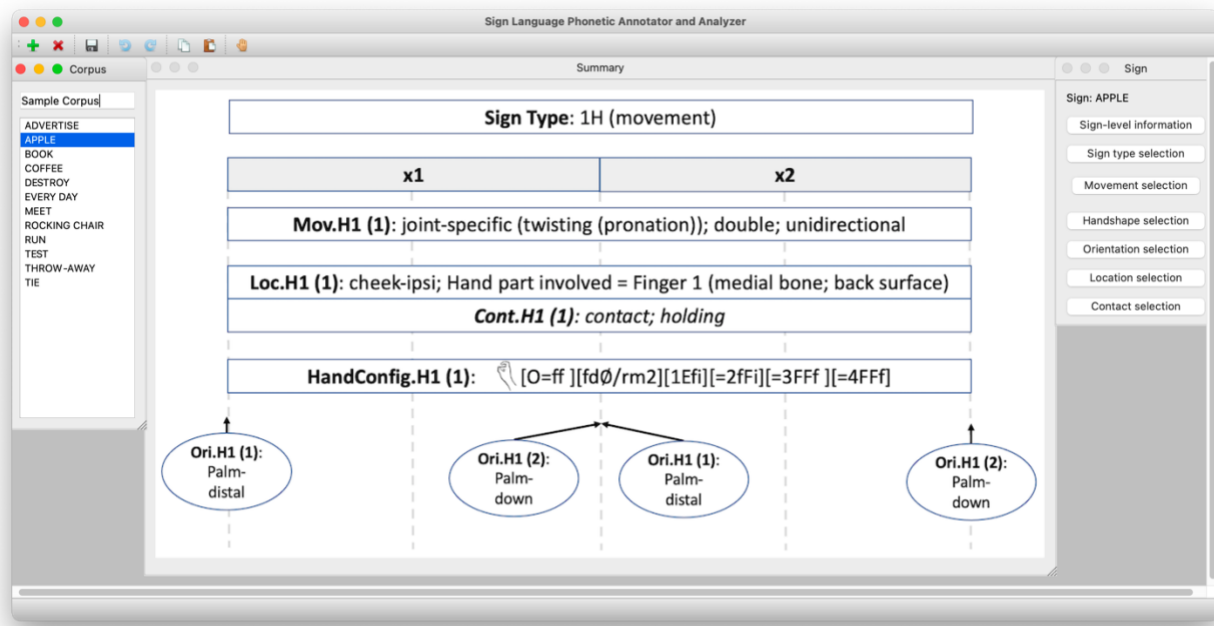 Sign Language Phonetic Annotator and Analyzer
Corpus
Sample Corpus
ADVERTISE
APPLE
BOOK
COFFEE
DESTROY
EVERY DAY
MEET
ROCKING CHAIR
RUN
TEST
THROW-AWAY
TIE
Summary
Sign Type: 1H (movement)
x1
x2
Mov.H1 (1): joint-specific (twisting (pronation)); double; unidirectional
Loc.H1 (1): cheek-ipsi; Hand part involved = Finger 1 (medial bone; back surface)
Cont.H1 (1): contact; holding
HandConfig.H1 (1): [O=ff ][fdØ/rm2][1Efi][=2fFi][=3FFf ][=4FFf]
Ori.H1 (1):
Palm-
distal
Ori.H1 (2):
Palm-
down
Ori.H1 (1):
Palm-
distal
Ori.H1 (2):
Palm-
down
Sign
Sign: APPLE
Sign-level information
Sign type selection
Movement selection
Handshape selection
Orientation selection
Location selection
Contact selection